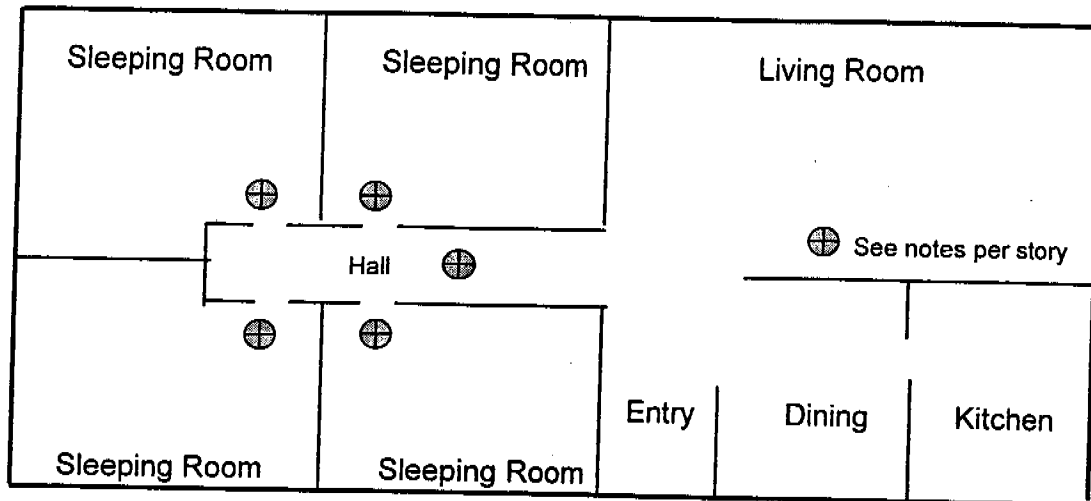 Sleeping Room
Sleeping Room
Living Room
Hall
See notes per story
Entry
Dining
Kitchen
Sleeping Room
Sleeping Room